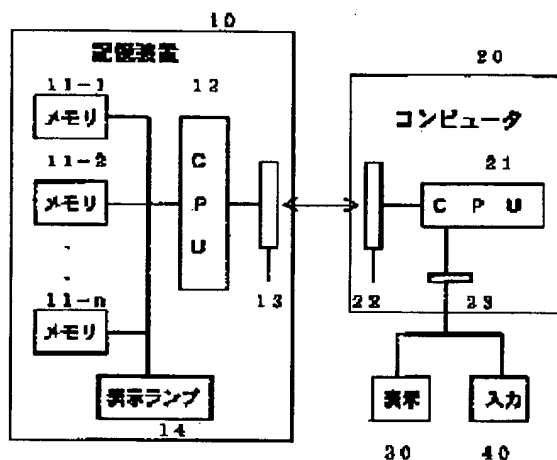 10
記憶装置
11-1
メモリ
12
CPU
11-2
メモリ
11-n
メモリ
13
表示ランプ
14
20
コンピュータ
21
CPU
22
23
表示
30
入力
40